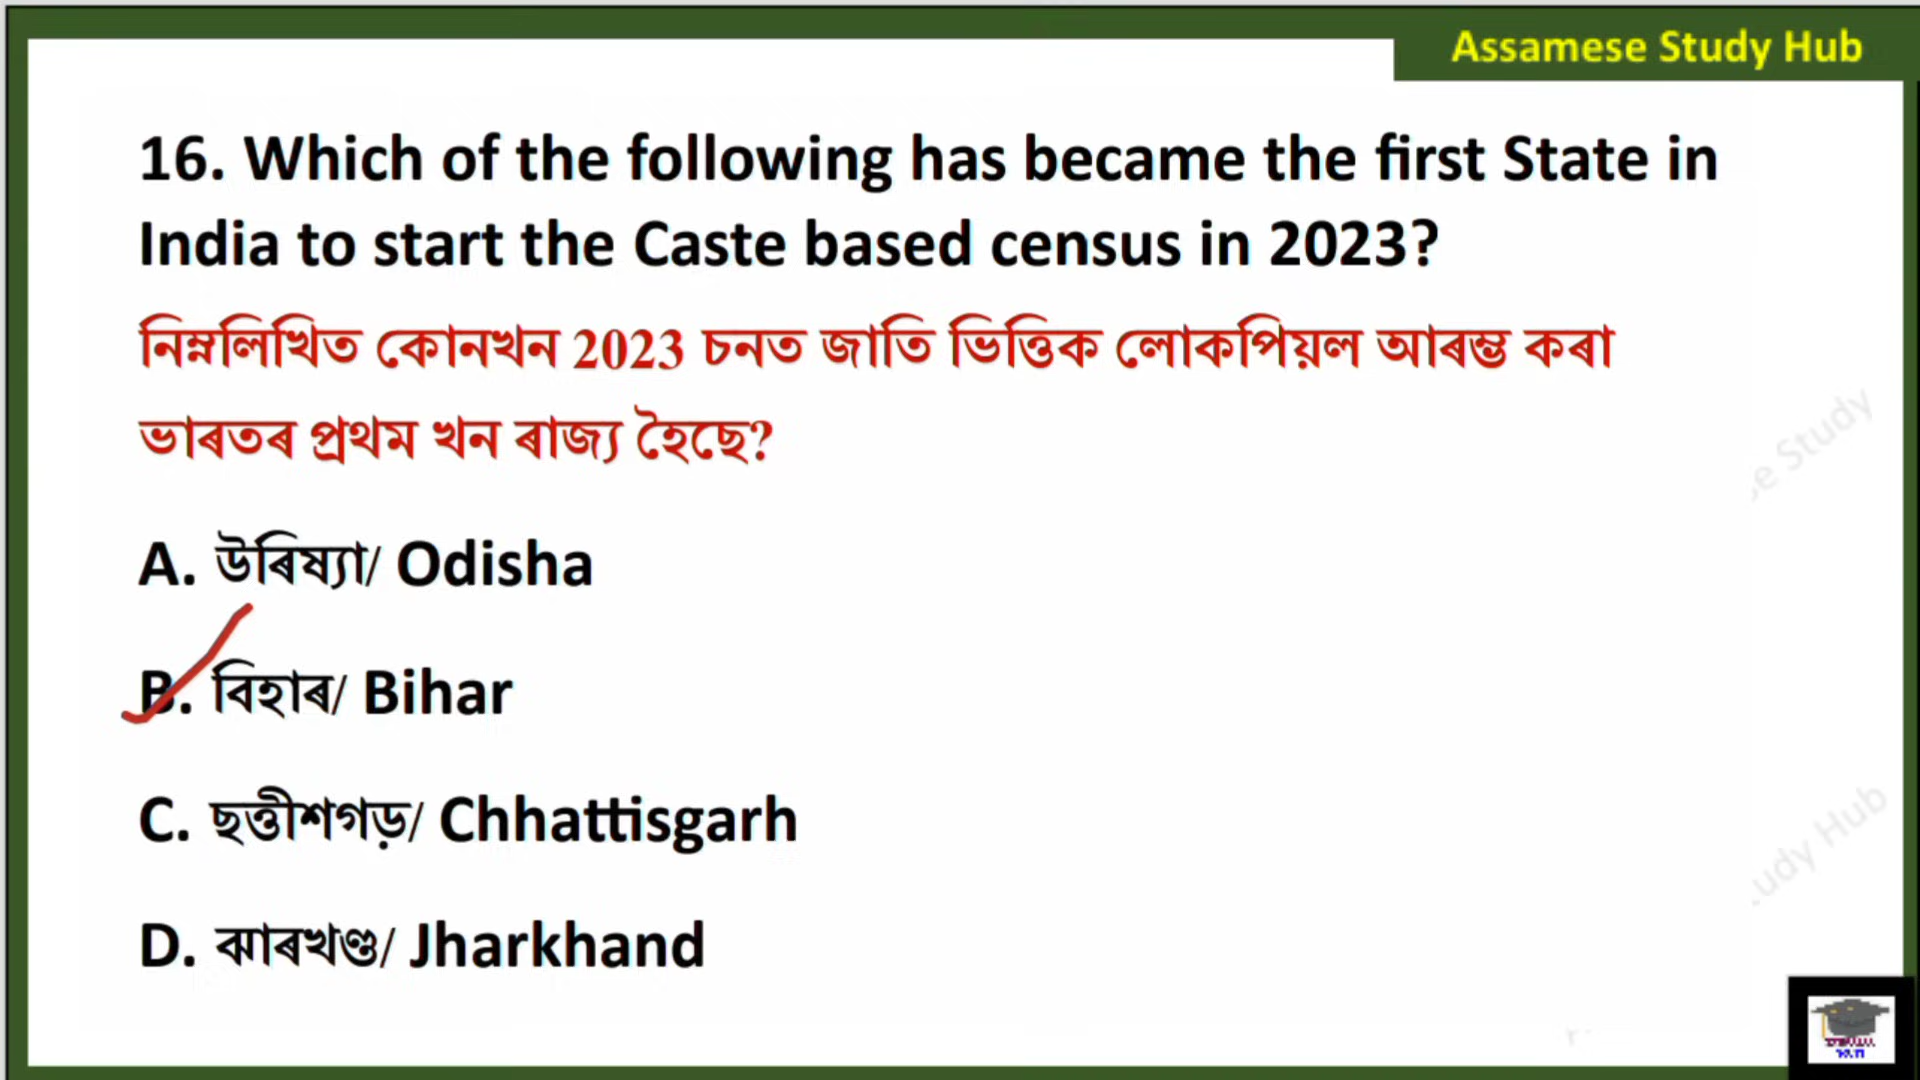 Assamese Study Hub
16. Which of the following has became the first State in
India to start the Caste based census in 2023?
নিম্নলিখিত কোনখন 2023 চনত জাতি ভিত্তিক লোকপিয়ল আৰম্ভ কৰা
ভাৰতৰ প্ৰথম খন ৰাজ্য হৈছে?
A. উৰিষ্যা/ Odisha
B. বিহাৰ/ Bihar
C. ছত্তীশগড়/ Chhattisgarh
D. ঝাৰখণ্ড/ Jharkhand
Study
Hub